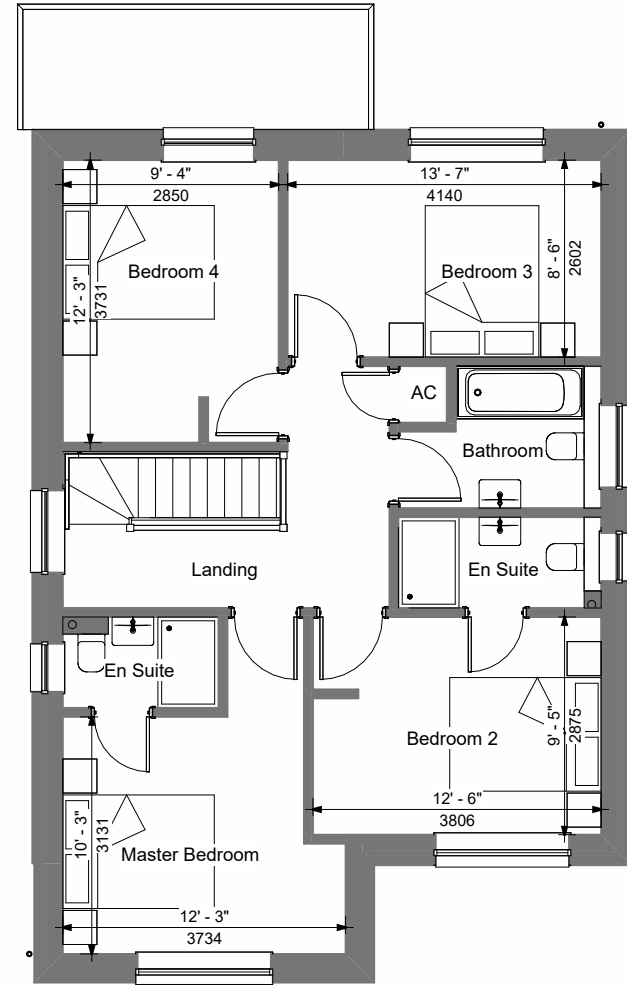 9' - 4"
2850
13' - 7"
4140
Bedroom 4
12' - 3"
3731
Bedroom 3
8' - 6"
2602
AC
Bathroom
Landing
En Suite
En Suite
Bedroom 2
9' - 5"
2875
12' - 6"
3806
Master Bedroom
10' - 3"
3131
12' - 3"
3734